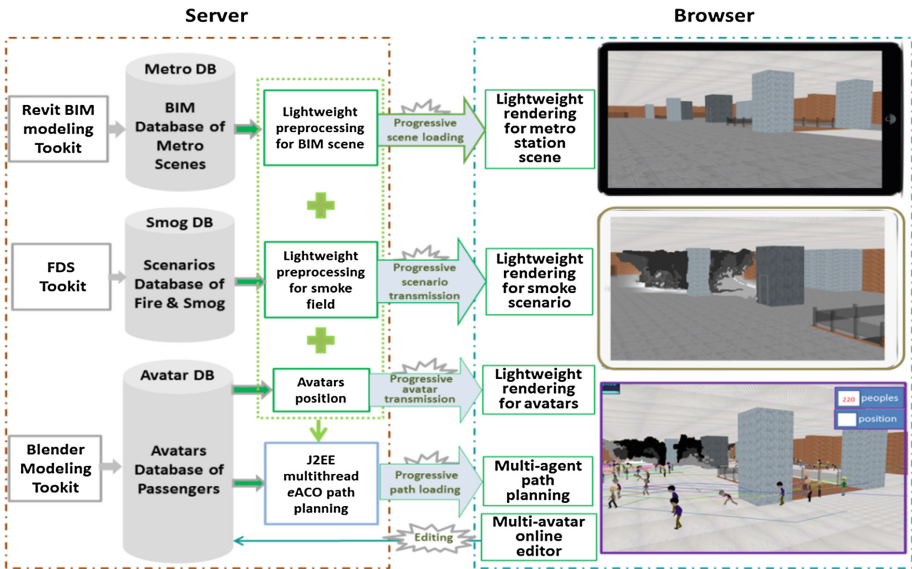 Server
Browser
Revit BIM
modeling
Tookit
Metro DB
BIM
Database of
Metro
Scenes
Lightweight
preprocessing
for BIM scene
Progressive
scene loading
Lightweight
rendering
for metro
station
scene
FDS
Tookit
Smog DB
Scenarios
Database of
Fire & Smog
Lightweight
preprocessing
for smoke
field
Progressive
scenario
transmission
Lightweight
rendering
for smoke
scenario
Blender
Modeling
Tookit
Avatar DB
Avatars
Database of
Passengers
Avatars
position
Progressive
avatar
transmission
Lightweight
rendering
for avatars
J2EE
multithread
eACO path
planning
Progressive
path loading
Multi-agent
path
planning
Editing
Multi-avatar
online
editor
220 peoples
position